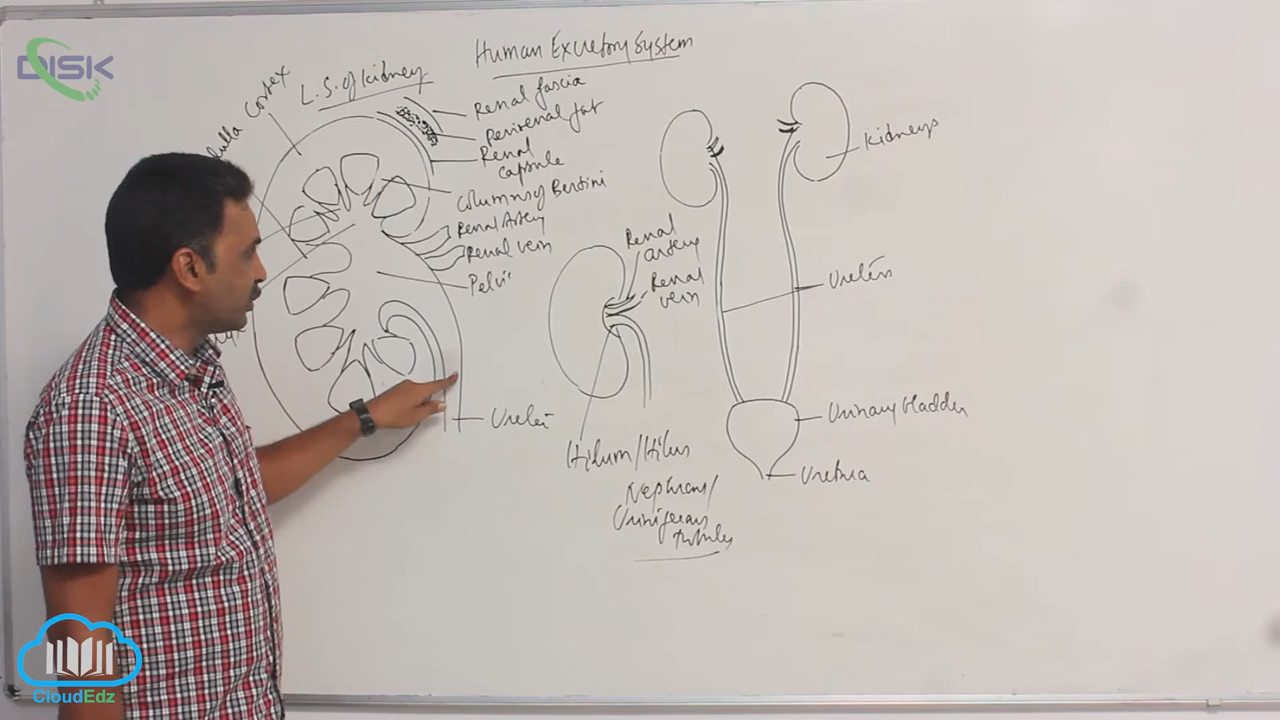 DISK
Human Excretory System
L.S. of kidney
Cortex
Renal fascia
Perirenal fat
Renal
capsule
Columns of Bertini
Renal Artery
Renal vein
Pelvi
Ureter
Renal
artery
Renal
vein
Hilum/Hilus
Nephrons/
Uriniferous
tubules
Kidneys
Ureters
Urinary bladder
Urethra
CloudEdz